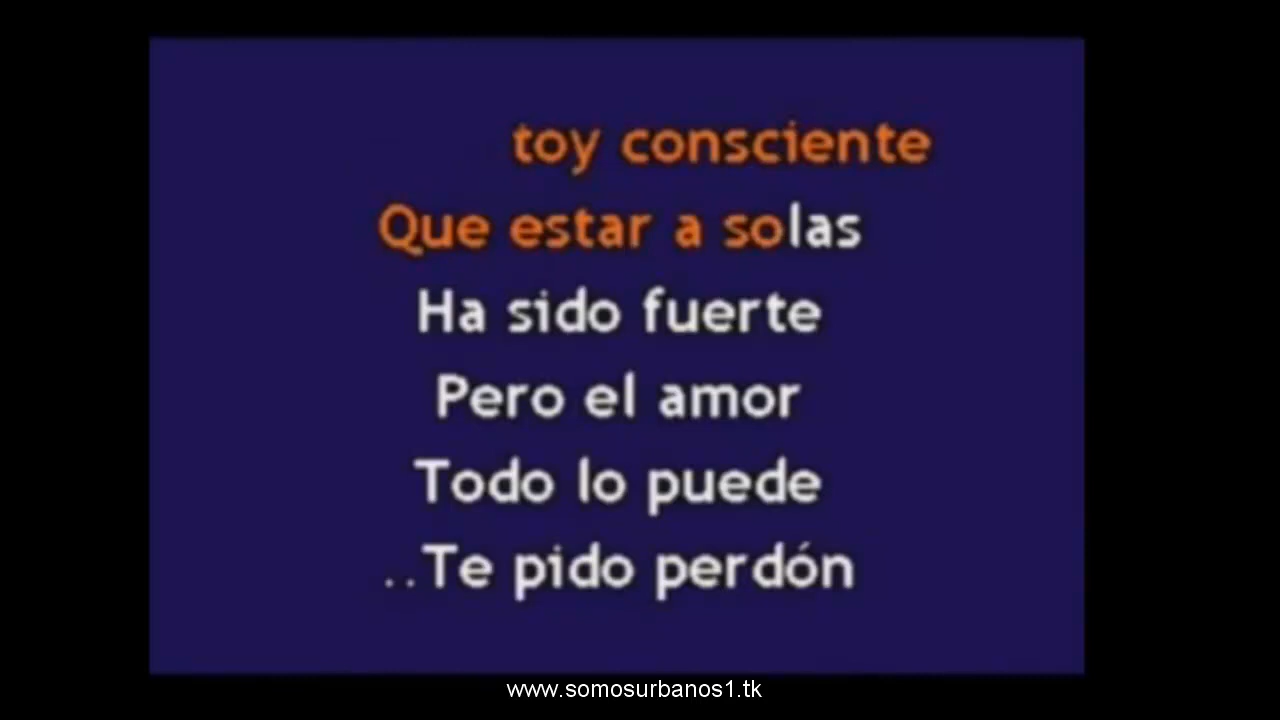 toy consciente
Que estar a solas
Ha sido fuerte
Pero el amor
Todo lo puede
..Te pido perdón
www.somosurbanos1.tk